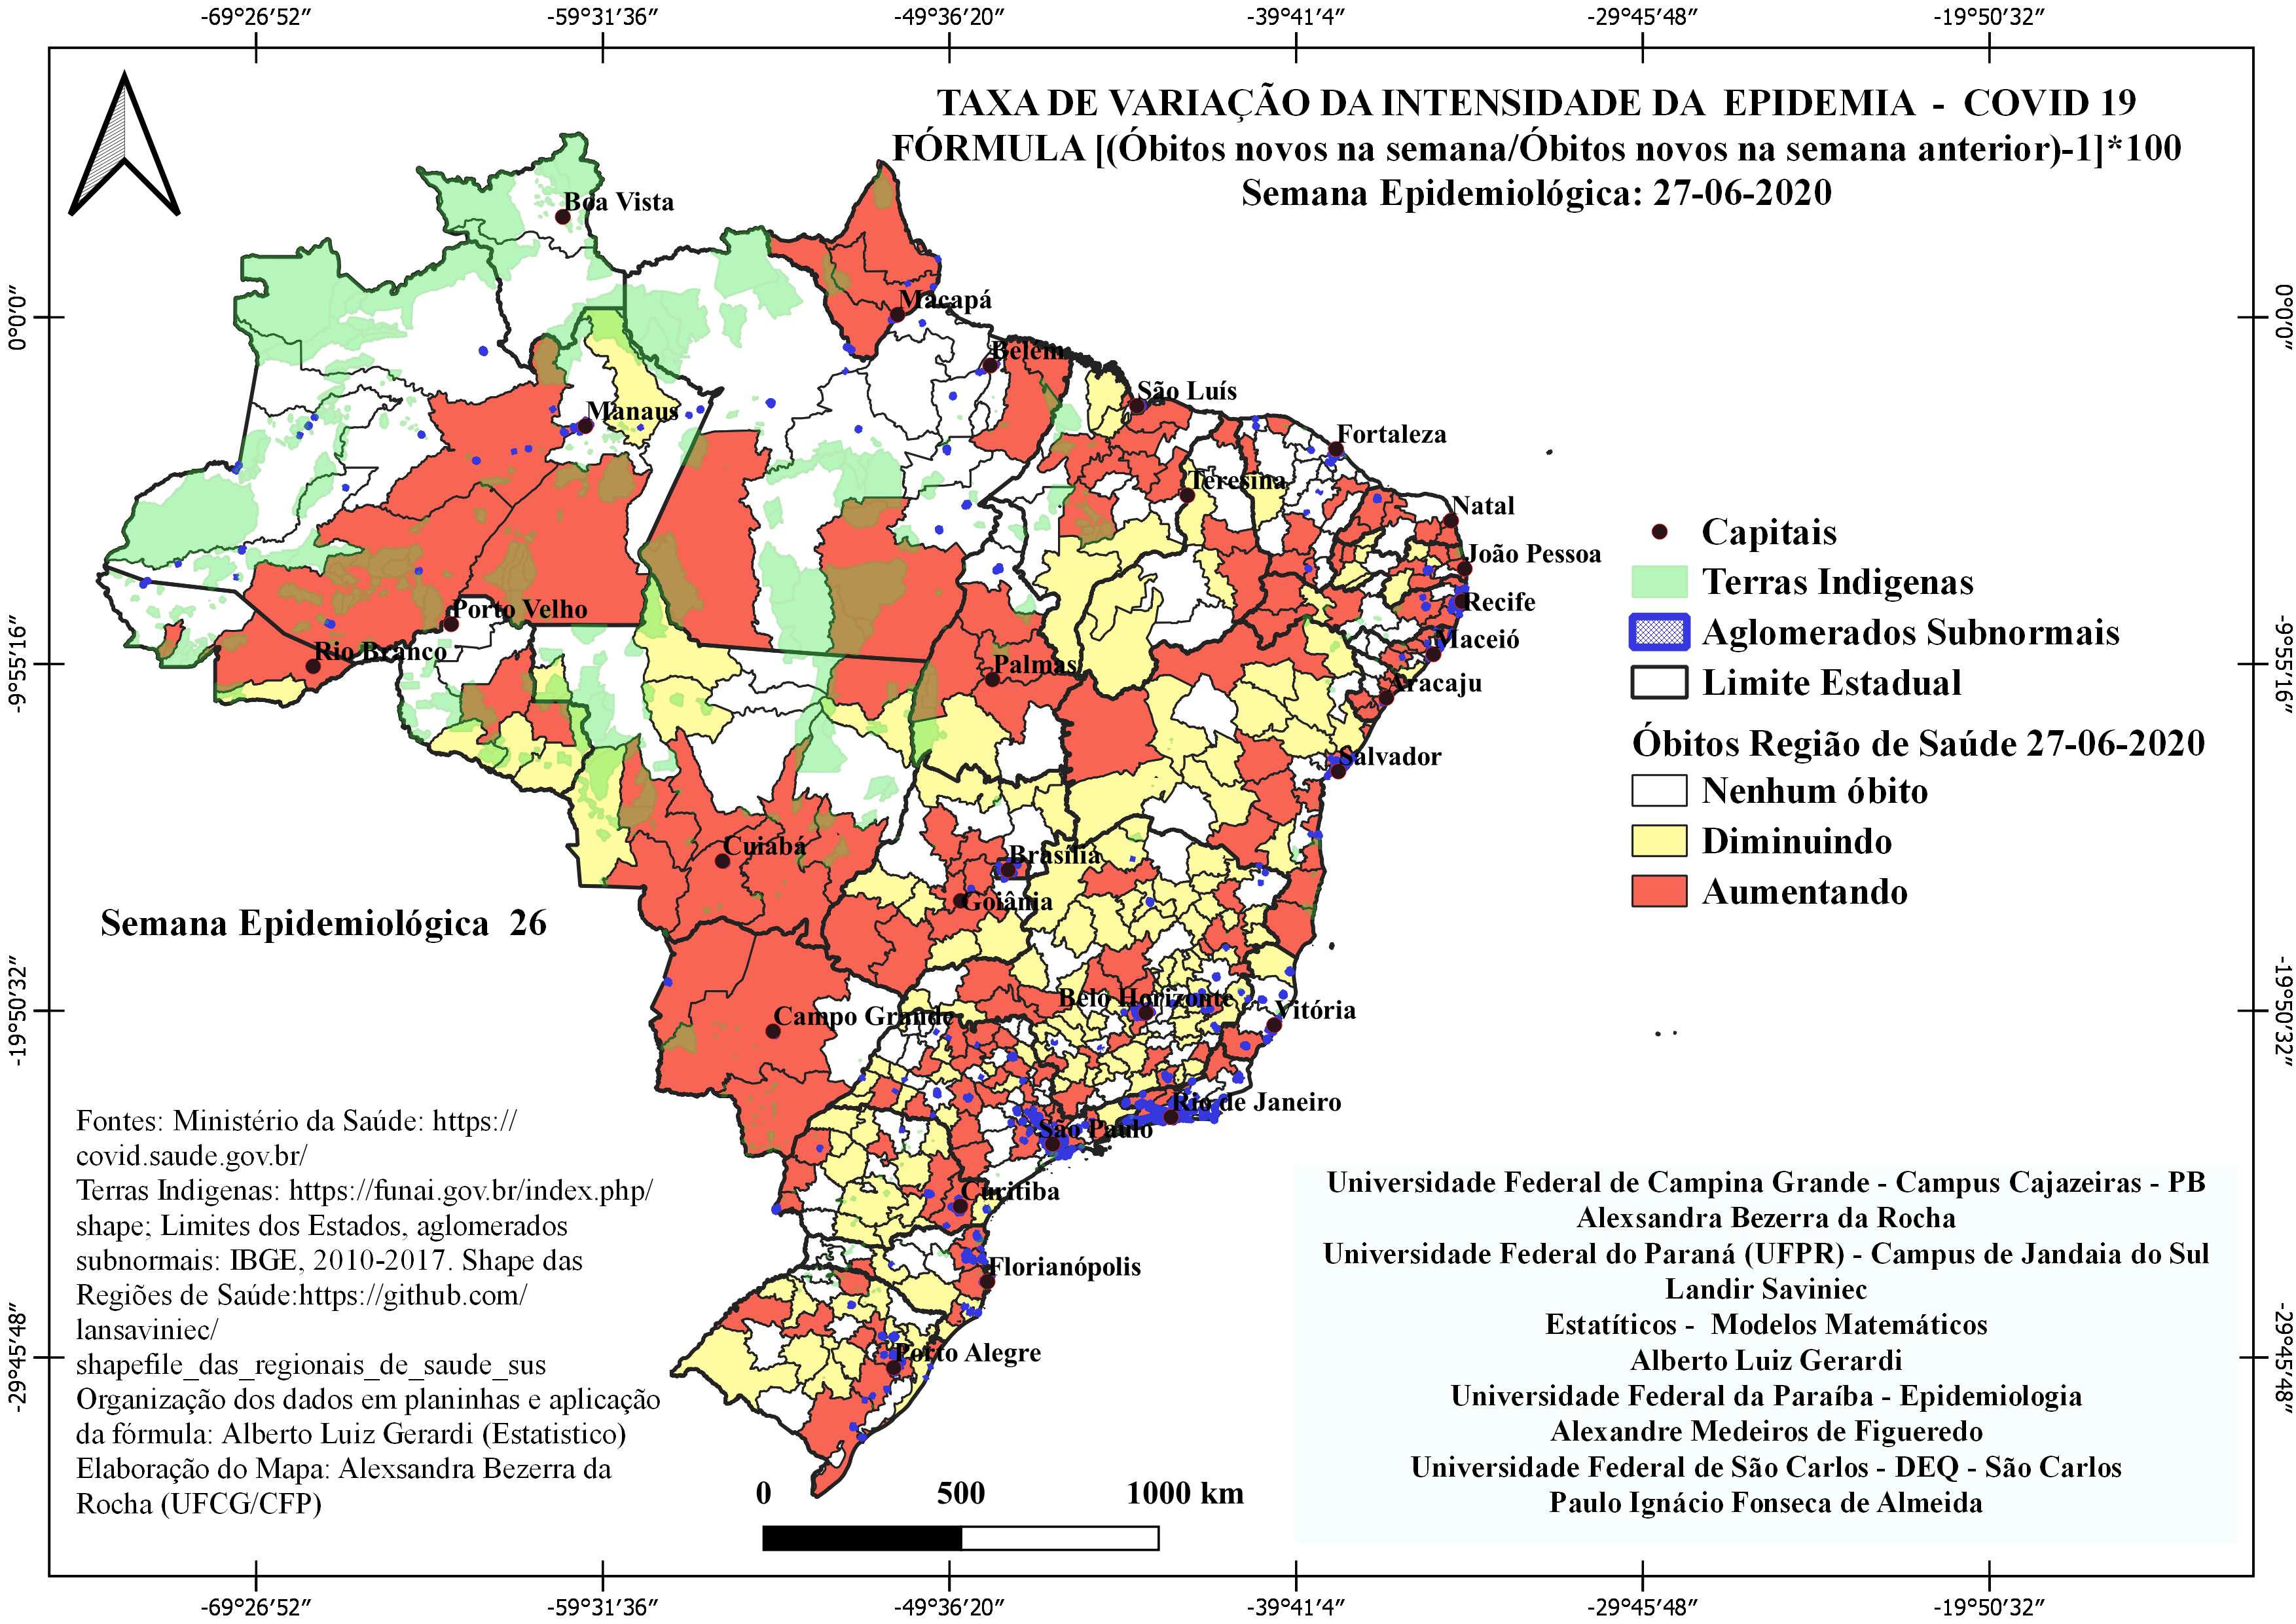 -69°26′52″ -59°31′36″ -49°36′20″ -39°41′4″ -29°45′48″ -19°50′32″
TAXA DE VARIAÇÃO DA INTENSIDADE DA EPIDEMIA - COVID 19
FÓRMULA [(Óbitos novos na semana/Óbitos novos na semana anterior)-1]*100
Semana Epidemiológica: 27-06-2020
0°0′0″
-9°55′16″
-19°50′32″
-29°45′48″
0°0′0″
-9°55′16″
-19°50′32″
-29°45′48″
Boa Vista
Macapá
Belém
São Luís
Manaus
Fortaleza
Teresina
Natal
João Pessoa
Recife
Porto Velho
Maceió
Rio Branco
Palmas
Aracaju
Salvador
Cuiabá
Brasília
Goiânia
Belo Horizonte
Vitória
Campo Grande
Rio de Janeiro
São Paulo
Curitiba
Florianópolis
Porto Alegre
Capitais
Terras Indigenas
Aglomerados Subnormais
Limite Estadual
Óbitos Região de Saúde 27-06-2020
Nenhum óbito
Diminuindo
Aumentando
Semana Epidemiológica 26
Fontes: Ministério da Saúde: https://
covid.saude.gov.br/
Terras Indigenas: https://funai.gov.br/index.php/
shape; Limites dos Estados, aglomerados
subnormais: IBGE, 2010-2017. Shape das
Regiões de Saúde:https://github.com/
lansaviniec/
shapefile_das_regionais_de_saude_sus
Organização dos dados em planinhas e aplicação
da fórmula: Alberto Luiz Gerardi (Estatistico)
Elaboração do Mapa: Alexsandra Bezerra da
Rocha (UFCG/CFP)
0 500 1000 km
Universidade Federal de Campina Grande - Campus Cajazeiras - PB
Alexsandra Bezerra da Rocha
Universidade Federal do Paraná (UFPR) - Campus de Jandaia do Sul
Landir Saviniec
Estatíticos - Modelos Matemáticos
Alberto Luiz Gerardi
Universidade Federal da Paraíba - Epidemiologia
Alexandre Medeiros de Figueredo
Universidade Federal de São Carlos - DEQ - São Carlos
Paulo Ignácio Fonseca de Almeida
-69°26′52″ -59°31′36″ -49°36′20″ -39°41′4″ -29°45′48″ -19°50′32″